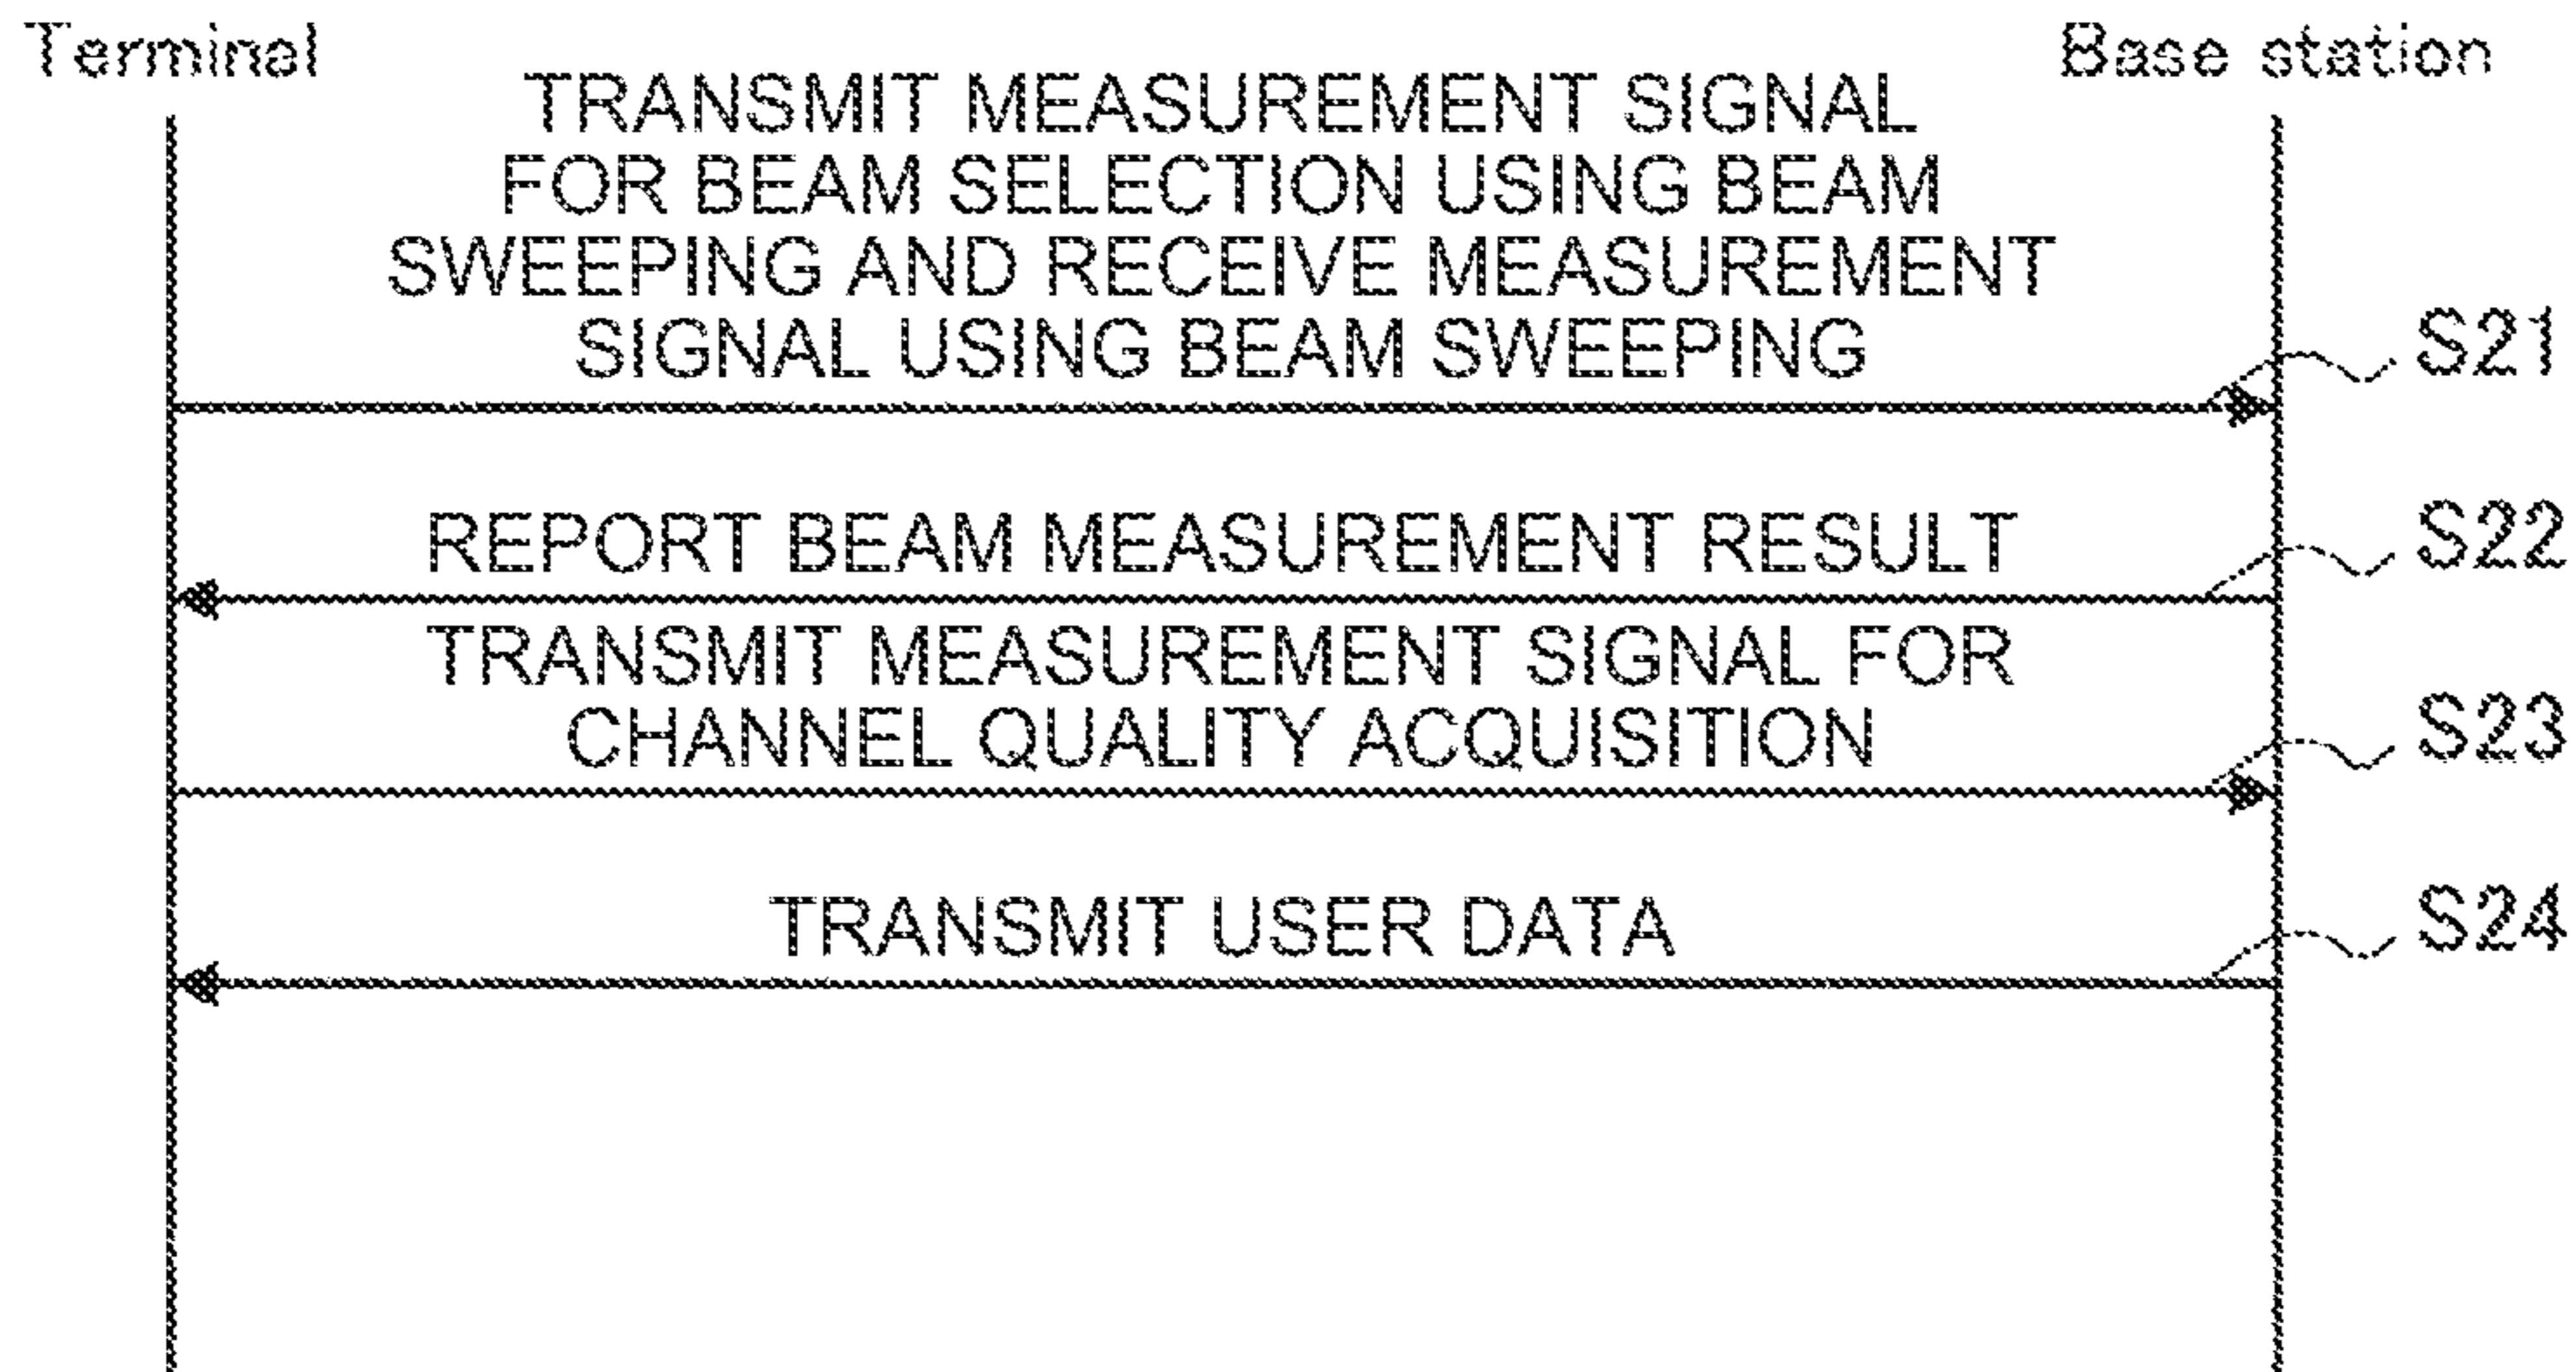 Terminal
Base station
TRANSMIT MEASUREMENT SIGNAL
FOR BEAM SELECTION USING BEAM
SWEEPING AND RECEIVE MEASUREMENT
SIGNAL USING BEAM SWEEPING
S21
REPORT BEAM MEASUREMENT RESULT
S22
TRANSMIT MEASUREMENT SIGNAL FOR
CHANNEL QUALITY ACQUISITION
S23
TRANSMIT USER DATA
S24